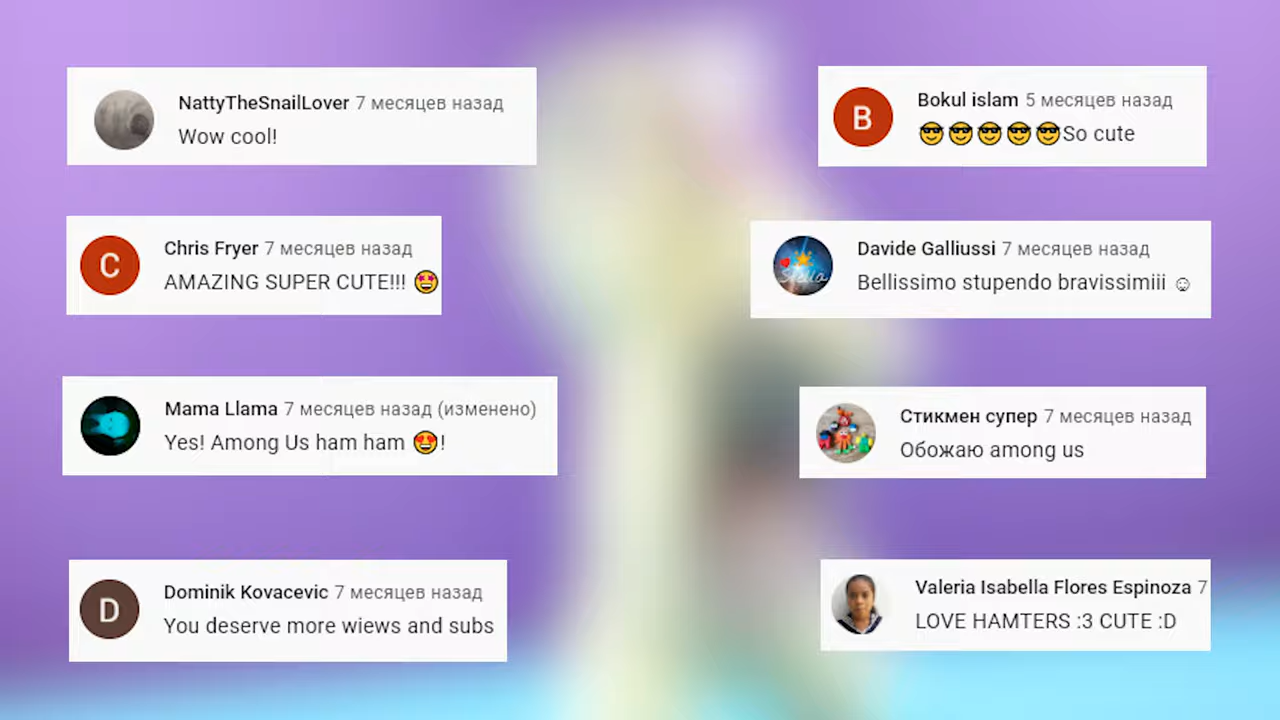 NattyTheSnailLover 7 месяцев назад
Wow cool!
Chris Fryer 7 месяцев назад
AMAZING SUPER CUTE!!! 🤩
Mama Llama 7 месяцев назад (изменено)
Yes! Among Us ham ham 😍!
Dominik Kovacevic 7 месяцев назад
You deserve more wiews and subs
Bokul islam 5 месяцев назад
😎😎😎😎😎So cute
Davide Galliussi 7 месяцев назад
Bellissimo stupendo bravissimiii ☺
Стикмен супер 7 месяцев назад
Обожаю among us
Valeria Isabella Flores Espinoza 7
LOVE HAMTERS :3 CUTE :D